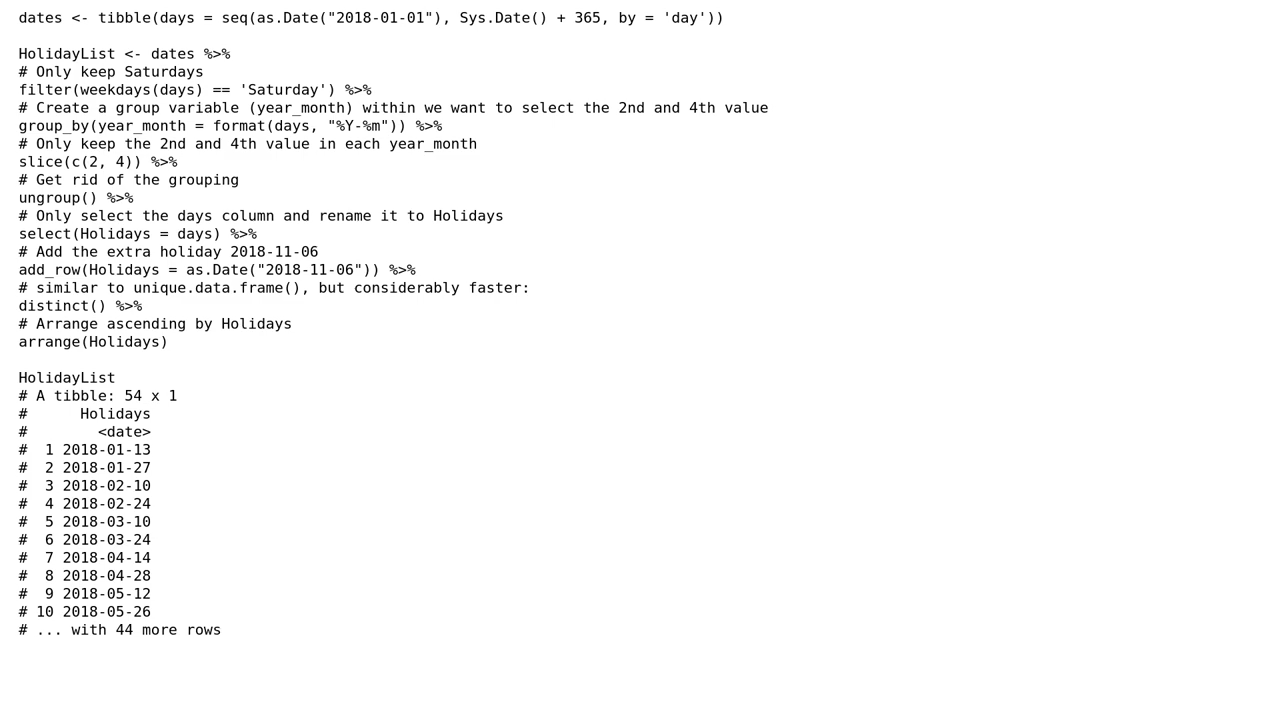 dates <- tibble(days = seq(as.Date("2018-01-01"), Sys.Date() + 365, by = 'day'))

HolidayList <- dates %>%
# Only keep Saturdays
filter(weekdays(days) == 'Saturday') %>%
# Create a group variable (year_month) within we want to select the 2nd and 4th value
group_by(year_month = format(days, "%Y-%m")) %>%
# Only keep the 2nd and 4th value in each year_month
slice(c(2, 4)) %>%
# Get rid of the grouping
ungroup() %>%
# Only select the days column and rename it to Holidays
select(Holidays = days) %>%
# Add the extra holiday 2018-11-06
add_row(Holidays = as.Date("2018-11-06")) %>%
# similar to unique.data.frame(), but considerably faster:
distinct() %>%
# Arrange ascending by Holidays
arrange(Holidays)

HolidayList
# A tibble: 54 x 1
#      Holidays
#        <date>
#  1 2018-01-13
#  2 2018-01-27
#  3 2018-02-10
#  4 2018-02-24
#  5 2018-03-10
#  6 2018-03-24
#  7 2018-04-14
#  8 2018-04-28
#  9 2018-05-12
# 10 2018-05-26
# ... with 44 more rows